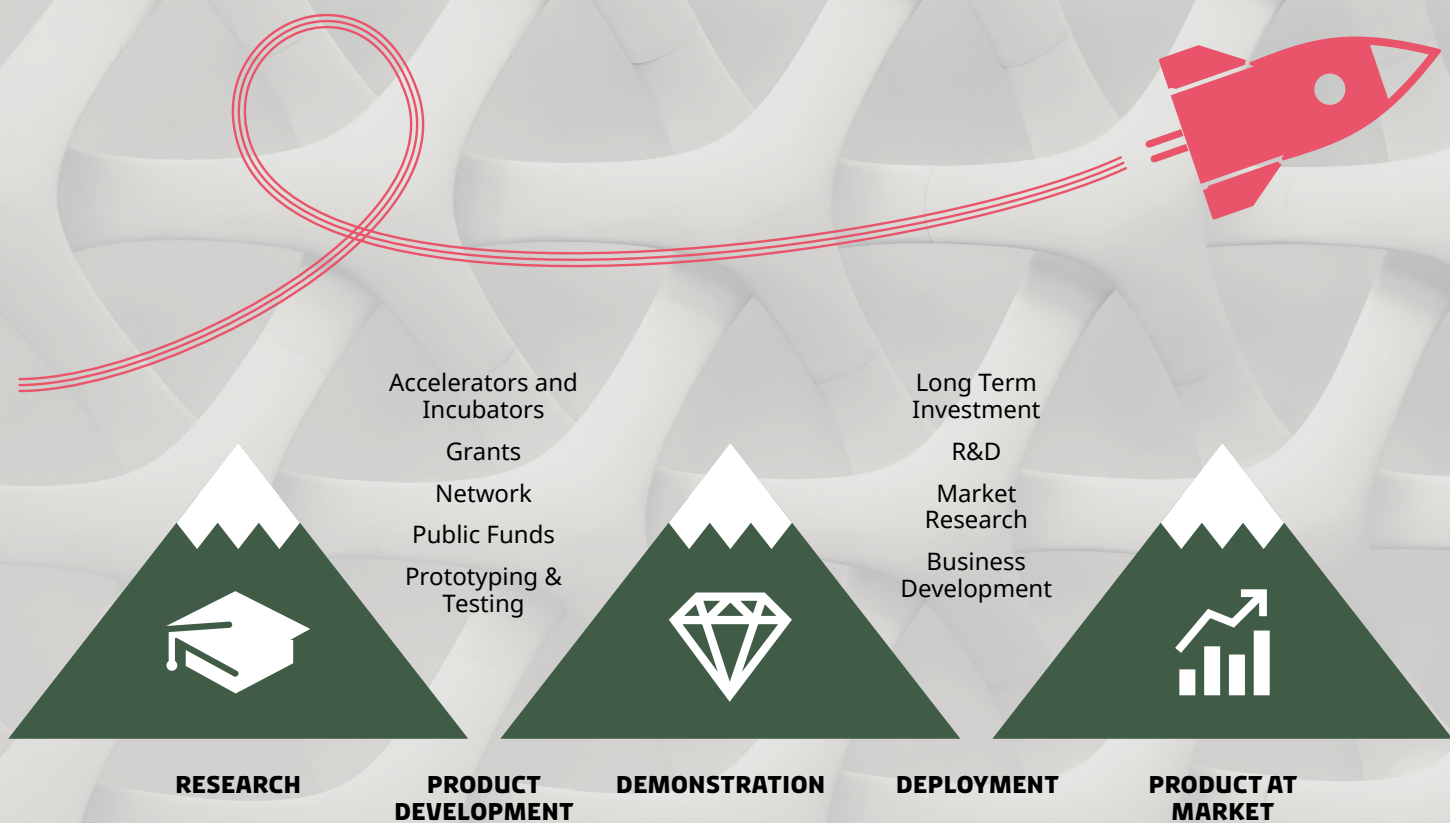 Accelerators and
Incubators
Grants
Network
Public Funds
Prototyping &
Testing
Long Term
Investment
R&D
Market
Research
Business
Development
RESEARCH
PRODUCT
DEVELOPMENT
DEMONSTRATION
DEPLOYMENT
PRODUCT AT
MARKET